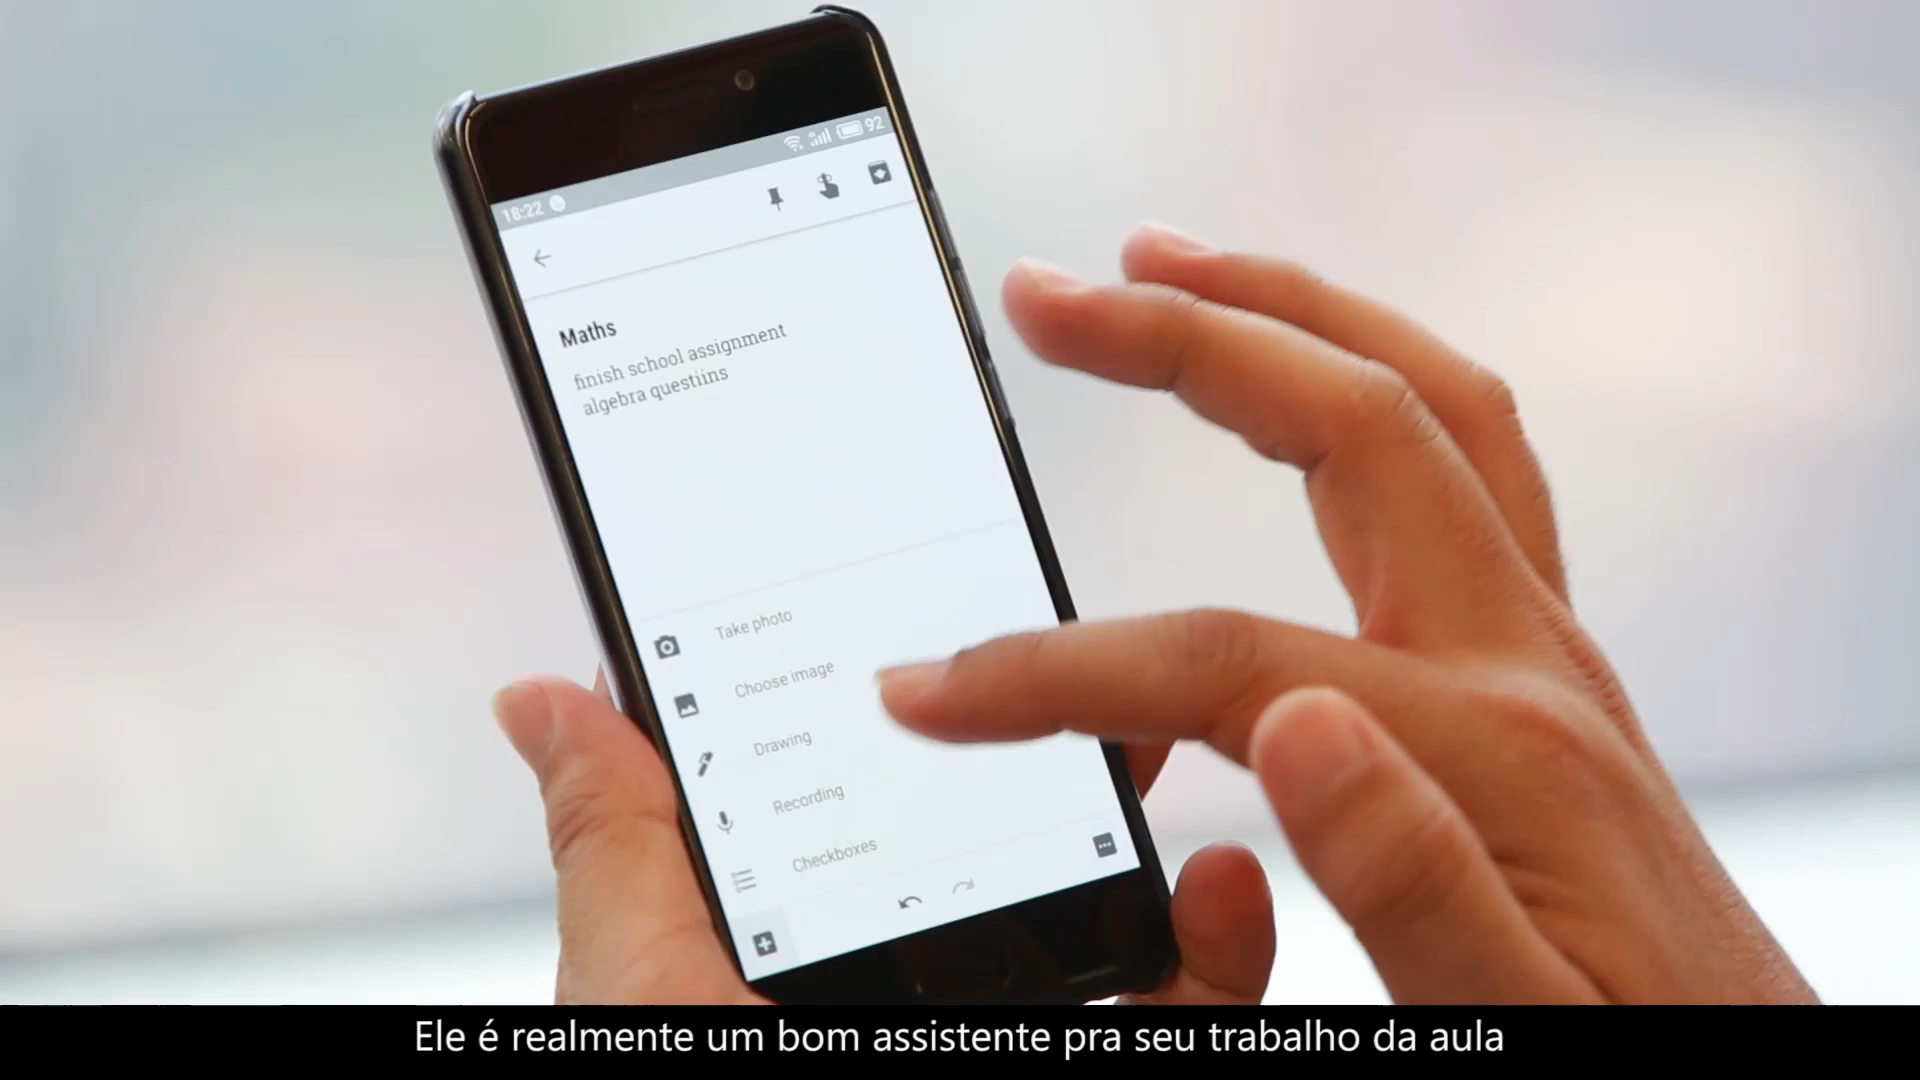 18:22
92
Maths
finish school assignment
algebra questiins
Take photo
Choose image
Drawing
Recording
Checkboxes
Ele é realmente um bom assistente pra seu trabalho da aula